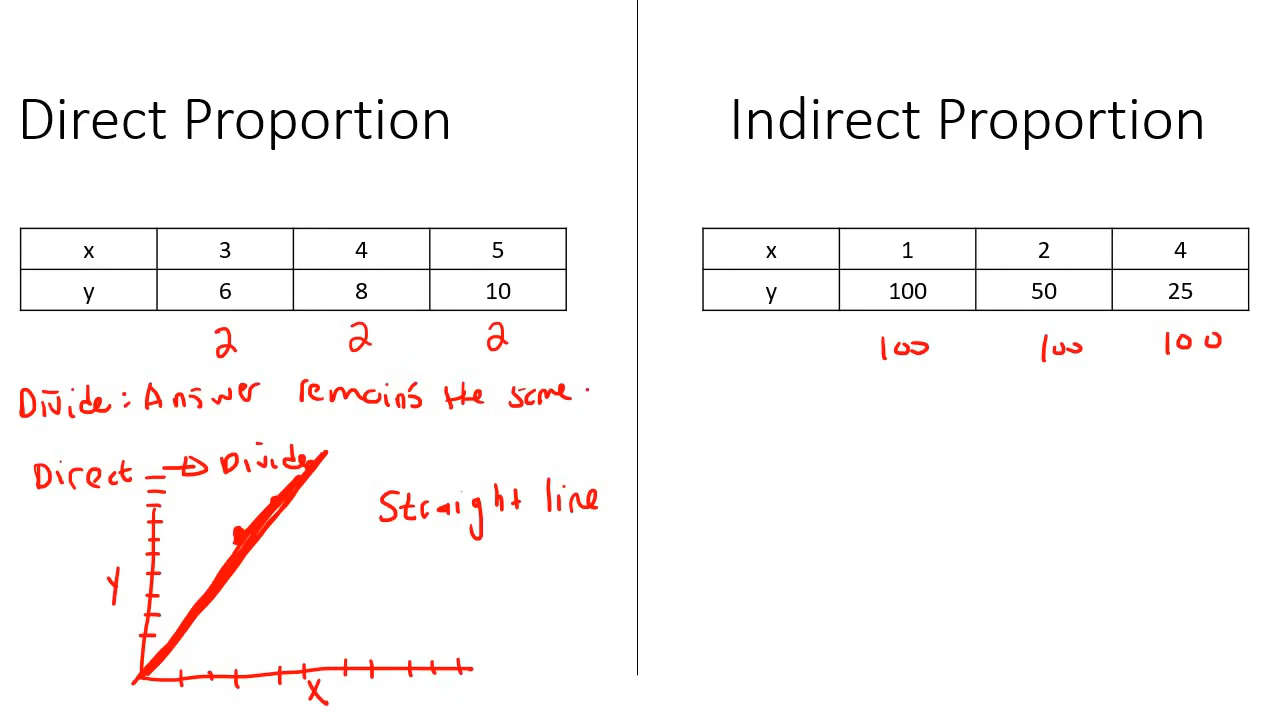 Direct Proportion
x 3 4 5
y 6 8 10
2 2 2
Divide: Answer remains the same.
Direct → Divide
Straight line
y
x
Indirect Proportion
x 1 2 4
y 100 50 25
100 100 100